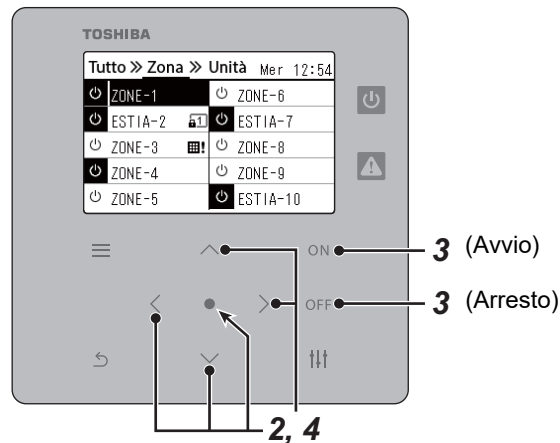 TOSHIBA
Tutto » Zona » Unità Mer 12:54
ZONE-1 ZONE-6
ESTIA-2 1 ESTIA-7
ZONE-3 ! ZONE-8
ZONE-4 ZONE-9
ZONE-5 ESTIA-10
ON 3 (Avvio)
OFF 3 (Arresto)
2, 4